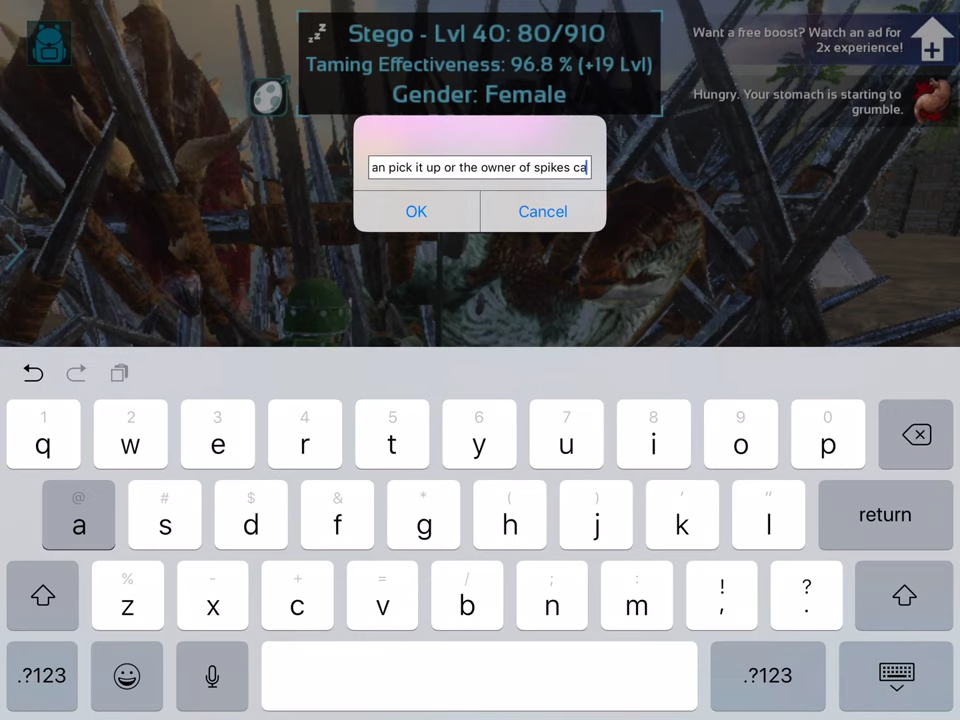 Stego - Lvl 40: 80/910
Taming Effectiveness: 96.8 % (+19 Lvl)
Gender: Female
Want a free boost? Watch an ad for
2x experience!
Hungry. Your stomach is starting to
grumble.
an pick it up or the owner of spikes ca
OK Cancel
1 2 3 4 5 6 7 8 9 0
q w e r t y u i o p
@ # $ & * ( ) ' "
a s d f g h j k l return
% - + = / ; : ! ?
z x c v b n m , .
.?123 .?123